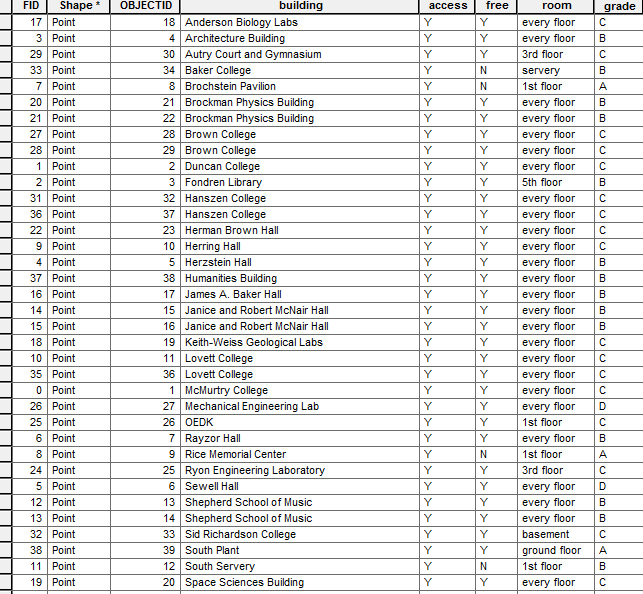 FID Shape * OBJECTID building access free room grade
17 Point 18 Anderson Biology Labs Y Y every floor C
3 Point 4 Architecture Building Y Y every floor B
29 Point 30 Autry Court and Gymnasium Y Y 3rd floor C
33 Point 34 Baker College Y N servery B
7 Point 8 Brochstein Pavilion Y N 1st floor A
20 Point 21 Brockman Physics Building Y Y every floor B
21 Point 22 Brockman Physics Building Y Y every floor B
27 Point 28 Brown College Y Y every floor C
28 Point 29 Brown College Y Y every floor C
1 Point 2 Duncan College Y Y every floor C
2 Point 3 Fondren Library Y Y 5th floor B
31 Point 32 Hanszen College Y Y every floor C
36 Point 37 Hanszen College Y Y every floor C
22 Point 23 Herman Brown Hall Y Y every floor C
9 Point 10 Herring Hall Y Y every floor C
4 Point 5 Herzstein Hall Y Y every floor B
37 Point 38 Humanities Building Y Y every floor B
16 Point 17 James A. Baker Hall Y Y every floor B
14 Point 15 Janice and Robert McNair Hall Y Y every floor B
15 Point 16 Janice and Robert McNair Hall Y Y every floor B
18 Point 19 Keith-Weiss Geological Labs Y Y every floor C
10 Point 11 Lovett College Y Y every floor C
35 Point 36 Lovett College Y Y every floor C
0 Point 1 McMurtry College Y Y every floor C
26 Point 27 Mechanical Engineering Lab Y Y every floor D
25 Point 26 OEDK Y Y 1st floor C
6 Point 7 Rayzor Hall Y Y every floor B
8 Point 9 Rice Memorial Center Y N 1st floor A
24 Point 25 Ryon Engineering Laboratory Y Y 3rd floor C
5 Point 6 Sewell Hall Y Y every floor D
12 Point 13 Shepherd School of Music Y Y every floor B
13 Point 14 Shepherd School of Music Y Y every floor B
32 Point 33 Sid Richardson College Y Y basement C
38 Point 39 South Plant Y Y ground floor A
11 Point 12 South Servery Y N 1st floor B
19 Point 20 Space Sciences Building Y Y every floor C